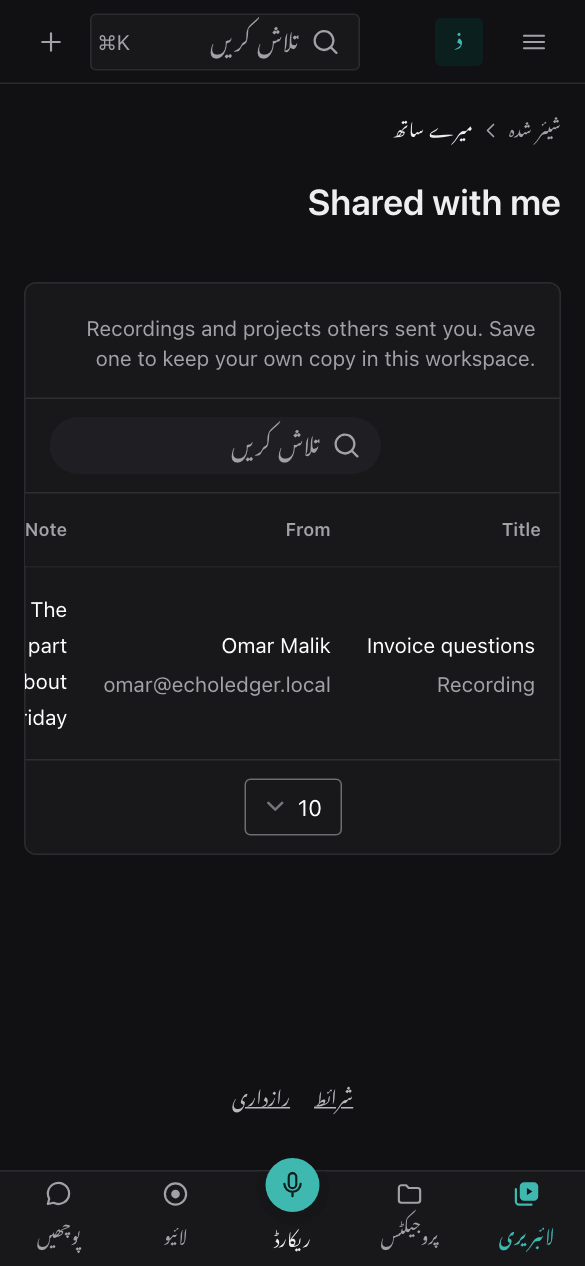 ذ
تلاش کریں ⌘K
شیئر شدہ
میرے ساتھ
Shared with me
Recordings and projects others sent you. Save
one to keep your own copy in this workspace.
تلاش کریں
Title From Note
Invoice questions
Recording
Omar Malik
omar@echoledger.local
The
part
bout
iday
10
شرائط رازداری
لائبریری پروجیکٹس ریکارڈ لائیو پوچھیں